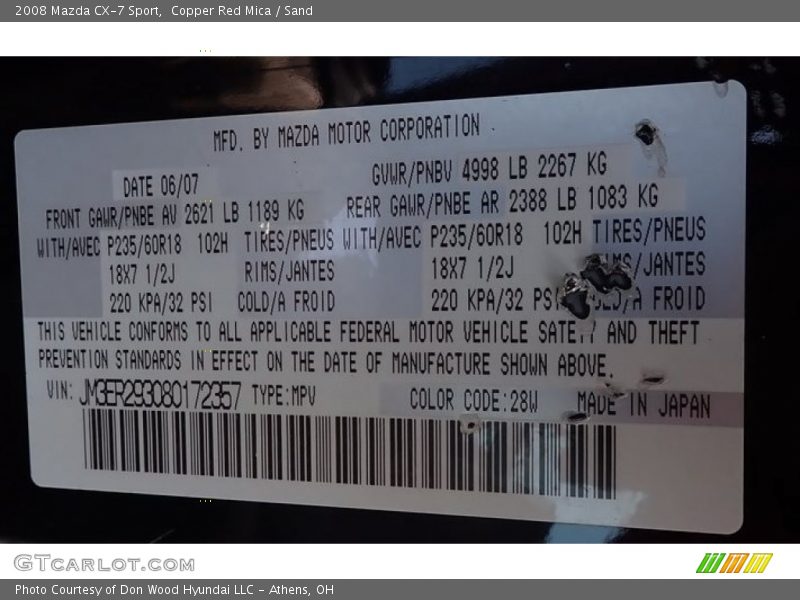 2008 Mazda CX-7 Sport,  Copper Red Mica / Sand
MFD. BY MAZDA MOTOR CORPORATION
DATE 06/07
GVWR/PNBV 4998 LB 2267 KG
FRONT GAWR/PNBE AV 2621 LB 1189 KG
REAR GAWR/PNBE AR 2388 LB 1083 KG
WITH/AVEC P235/60R18 102H TIRES/PNEUS WITH/AVEC P235/60R18 102H TIRES/PNEUS
18X7 1/2J RIMS/JANTES 18X7 1/2J /JANTES
220 KPA/32 PSI COLD/A FROID 220 KPA/32 PSI /A FROID
THIS VEHICLE CONFORMS TO ALL APPLICABLE FEDERAL MOTOR VEHICLE SAFETY AND THEFT
PREVENTION STANDARDS IN EFFECT ON THE DATE OF MANUFACTURE SHOWN ABOVE.
VIN: JM3ER293080172357 TYPE:MPV COLOR CODE:28W MADE IN JAPAN
GTCARLOT.COM
Photo Courtesy of Don Wood Hyundai LLC - Athens, OH